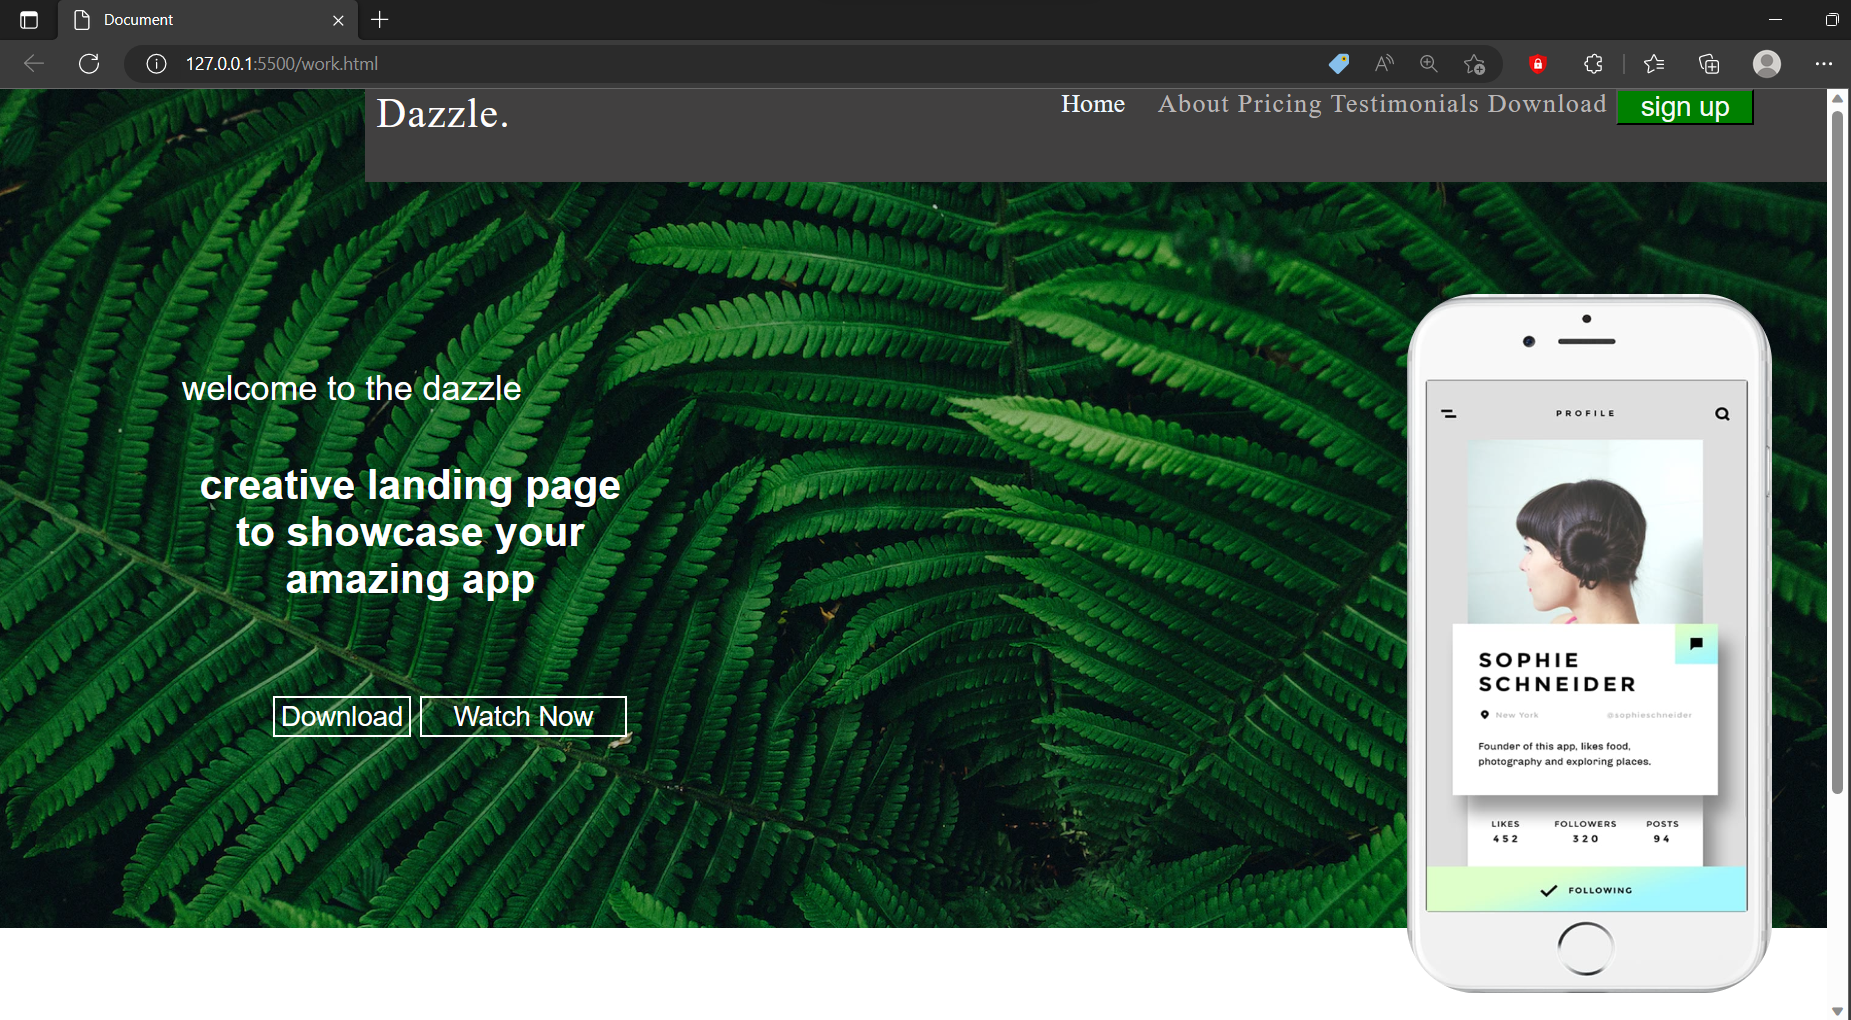 Document
127.0.0.1:5500/work.html
Dazzle.
Home About Pricing Testimonials Download sign up
welcome to the dazzle
creative landing page
to showcase your
amazing app
Download Watch Now
PROFILE
SOPHIE
SCHNEIDER
New York @sophieschneider
Founder of this app, likes food,
photography and exploring places.
LIKES FOLLOWERS POSTS
452 320 94
FOLLOWING